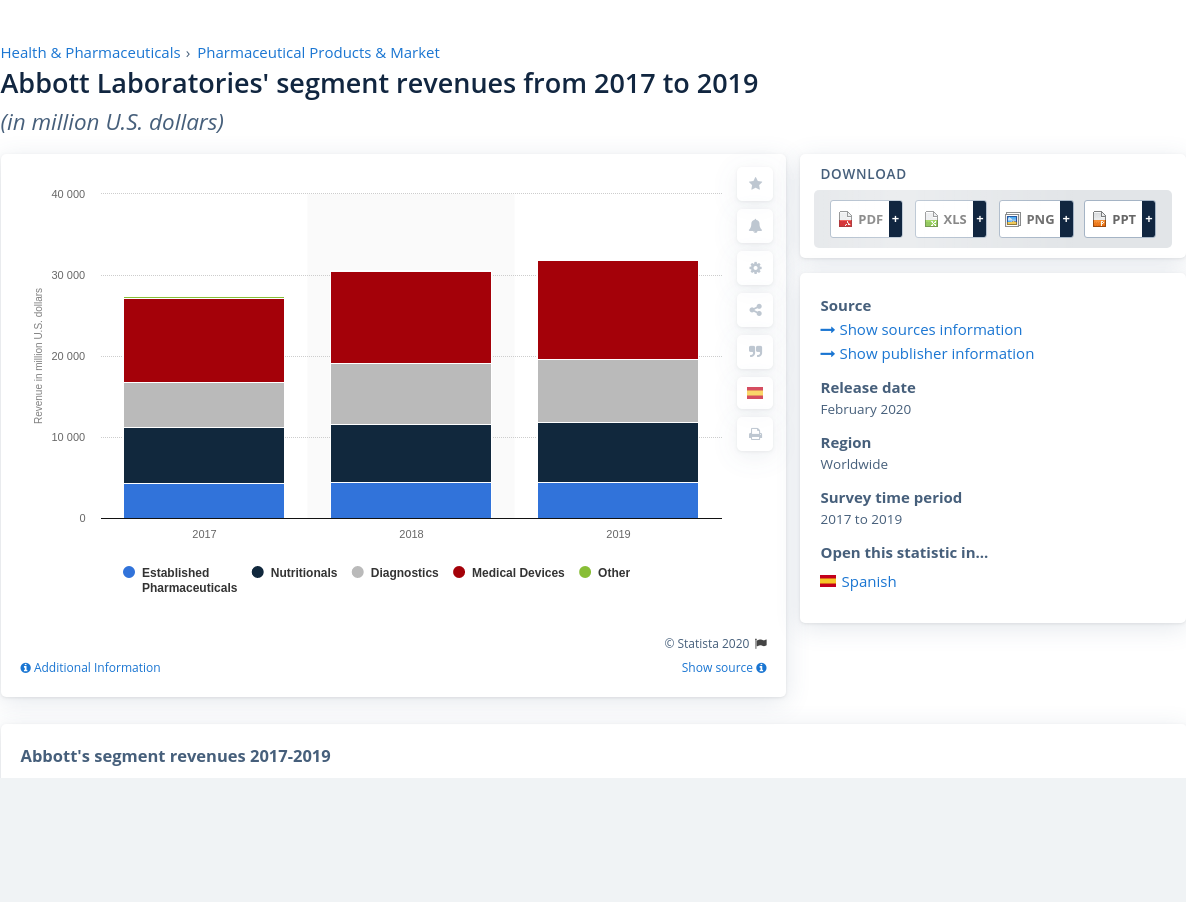 Health & Pharmaceuticals › Pharmaceutical Products & Market
Abbott Laboratories' segment revenues from 2017 to 2019
(in million U.S. dollars)
40 000
30 000
20 000
10 000
0
Revenue in million U.S. dollars
2017 2018 2019
Established Pharmaceuticals
Nutritionals
Diagnostics
Medical Devices
Other
© Statista 2020
Additional Information
Show source
DOWNLOAD
PDF + XLS + PNG + PPT +
Source
Show sources information
Show publisher information
Release date
February 2020
Region
Worldwide
Survey time period
2017 to 2019
Open this statistic in...
Spanish
Abbott's segment revenues 2017-2019